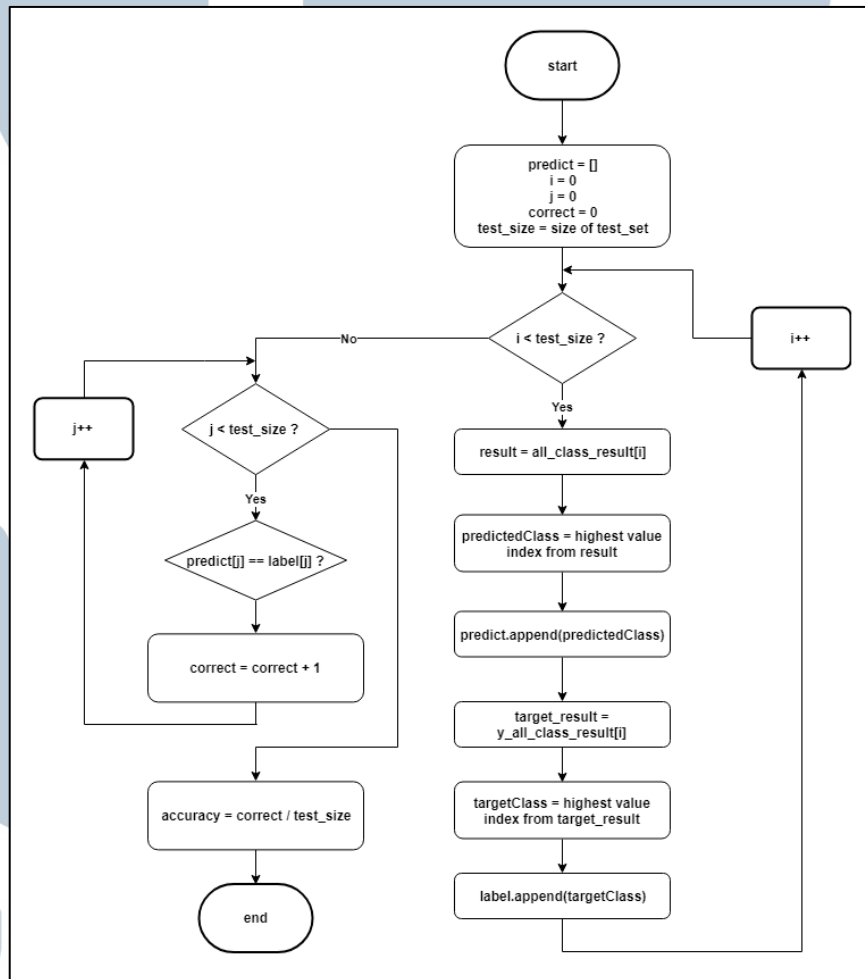 start
predict = []
i = 0
j = 0
correct = 0
test_size = size of test_set
i < test_size ?
No
i++
Yes
j < test_size ?
j++
Yes
predict[j] == label[j] ?
correct = correct + 1
accuracy = correct / test_size
end
result = all_class_result[i]
predictedClass = highest value
index from result
predict.append(predictedClass)
target_result =
y_all_class_result[i]
targetClass = highest value
index from target_result
label.append(targetClass)